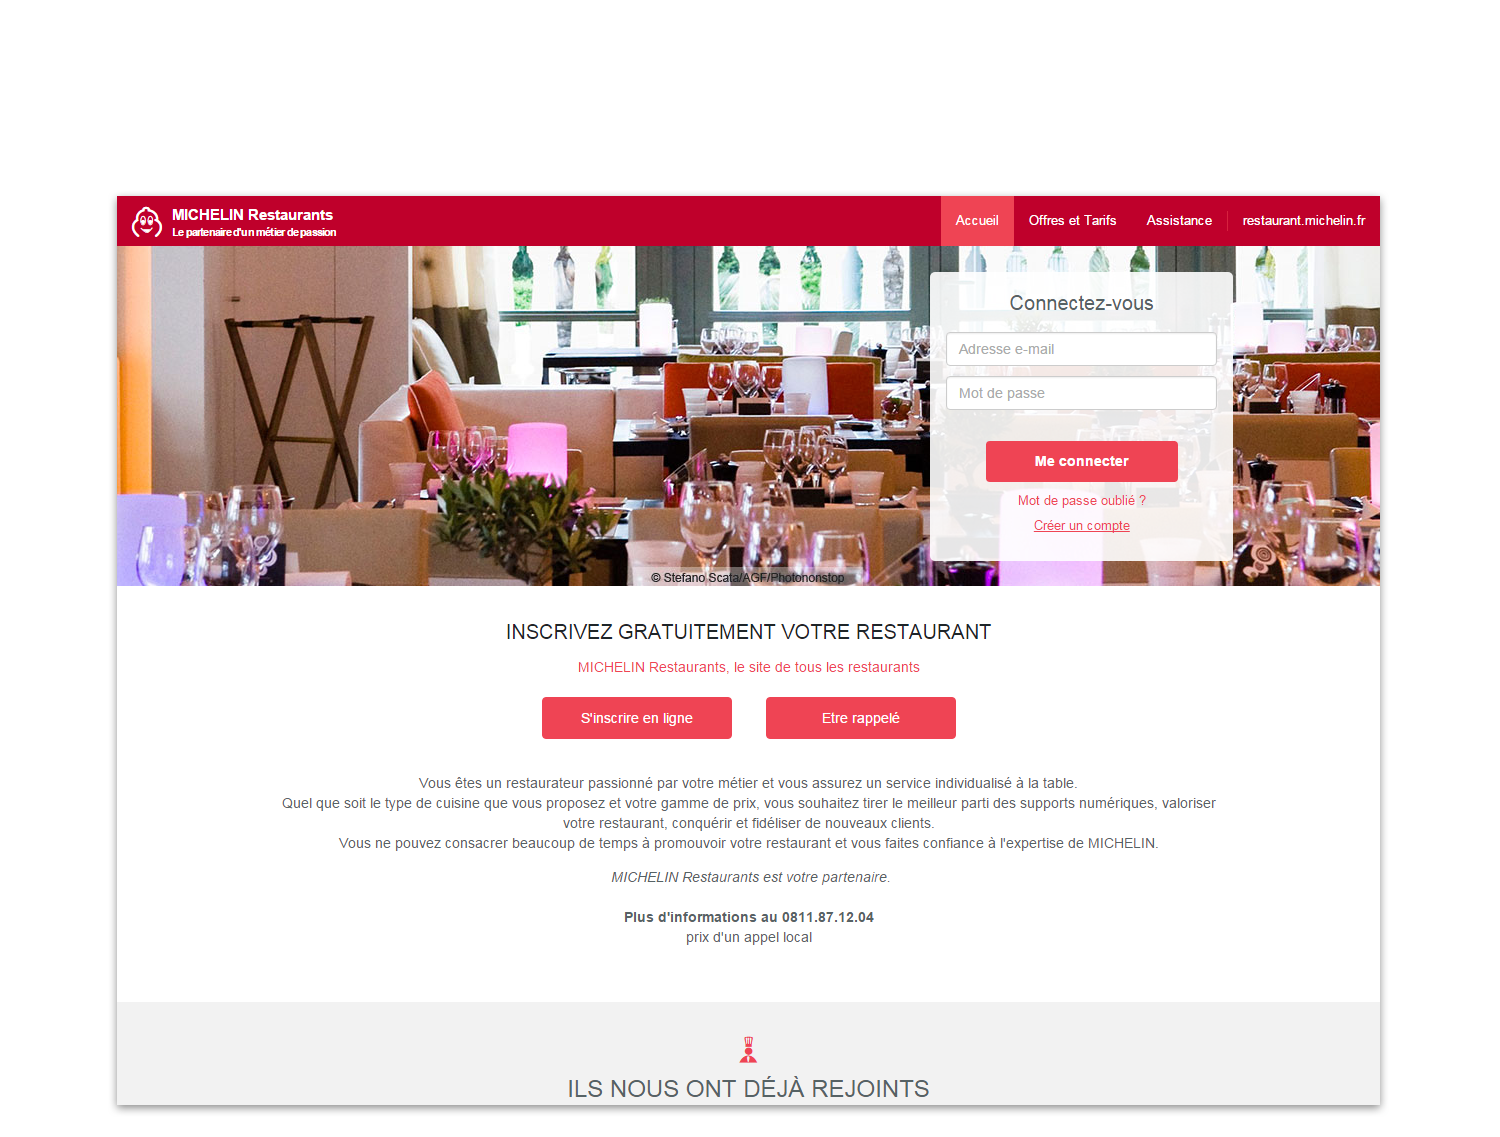 MICHELIN Restaurants
Le partenaire d'un métier de passion
Accueil
Offres et Tarifs
Assistance
restaurant.michelin.fr
Connectez-vous
Adresse e-mail
Mot de passe
Me connecter
Mot de passe oublié ?
Créer un compte
© Stefano Scata/AGF/Photononstop
INSCRIVEZ GRATUITEMENT VOTRE RESTAURANT
MICHELIN Restaurants, le site de tous les restaurants
S'inscrire en ligne
Etre rappelé
Vous êtes un restaurateur passionné par votre métier et vous assurez un service individualisé à la table.
Quel que soit le type de cuisine que vous proposez et votre gamme de prix, vous souhaitez tirer le meilleur parti des supports numériques, valoriser
votre restaurant, conquérir et fidéliser de nouveaux clients.
Vous ne pouvez consacrer beaucoup de temps à promouvoir votre restaurant et vous faites confiance à l'expertise de MICHELIN.
MICHELIN Restaurants est votre partenaire.
Plus d'informations au 0811.87.12.04
prix d'un appel local
ILS NOUS ONT DÉJÀ REJOINTS